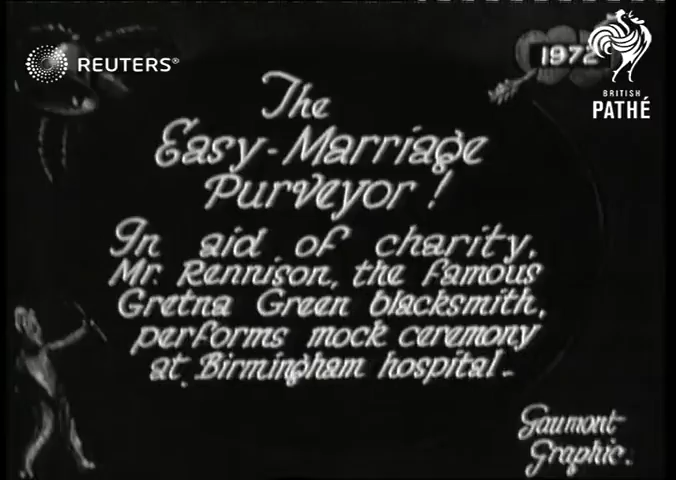 REUTERS®
1972
BRITISH
PATHÉ
The
Easy-Marriage
Purveyor!
In aid of charity,
Mr. Rennison, the famous
Gretna Green blacksmith,
performs mock ceremony
at Birmingham hospital.
Gaumont
Graphic.